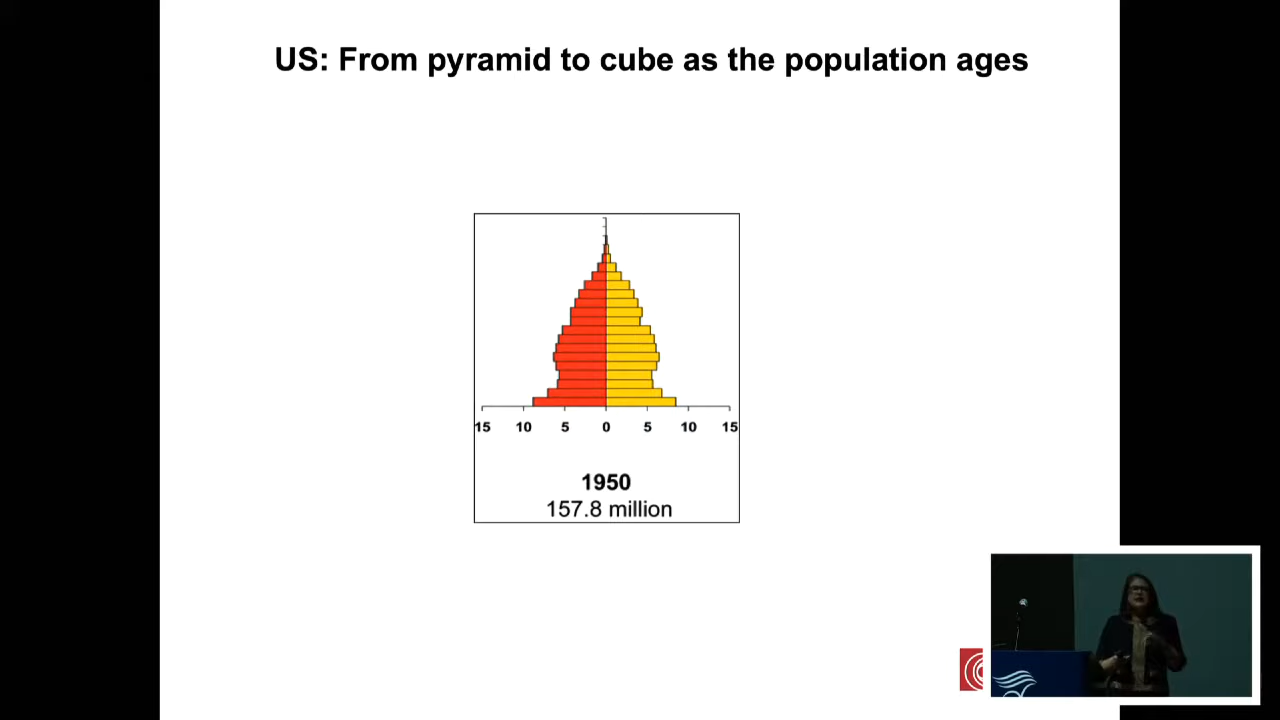 US: From pyramid to cube as the population ages
15 10 5 0 5 10 15
1950
157.8 million